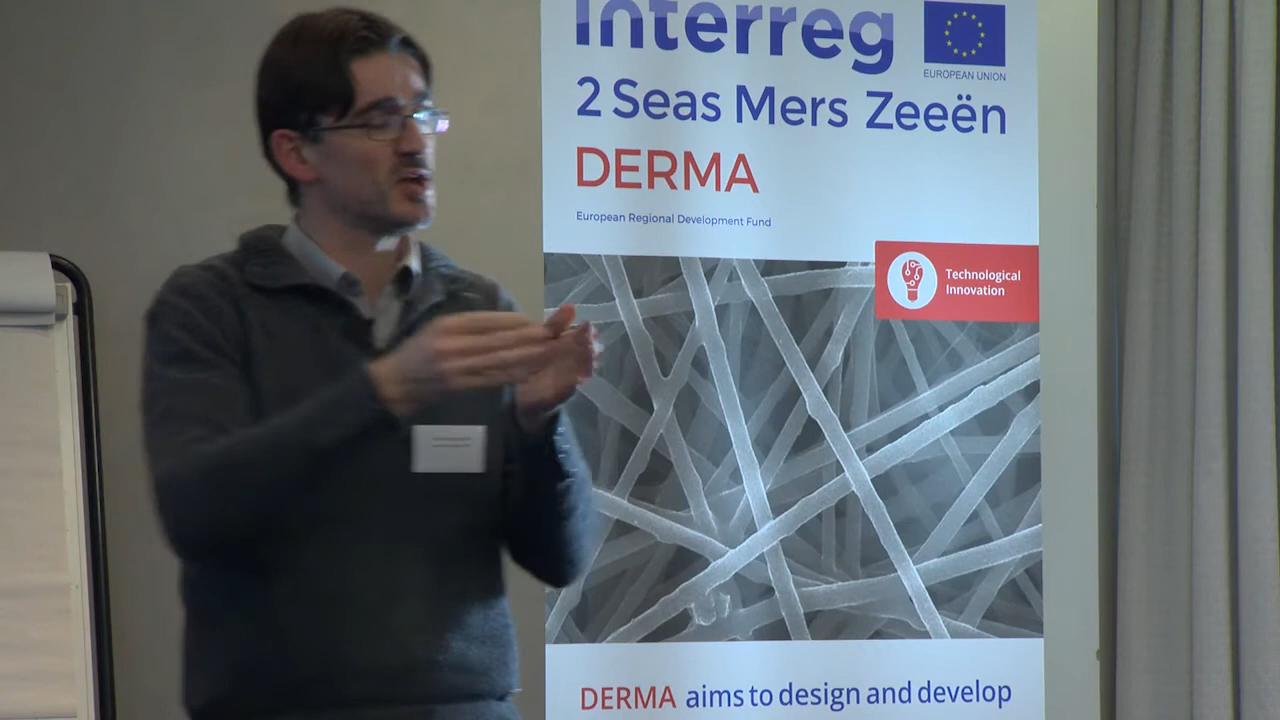 Interreg
EUROPEAN UNION
2 Seas Mers Zeeën
DERMA
European Regional Development Fund
Technological
Innovation
DERMA aims to design and develop